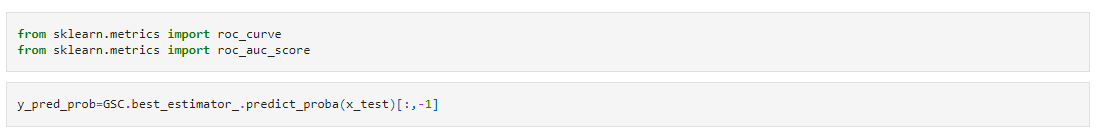 from sklearn.metrics import roc_curve
from sklearn.metrics import roc_auc_score
y_pred_prob=GSC.best_estimator_.predict_proba(x_test)[:,-1]